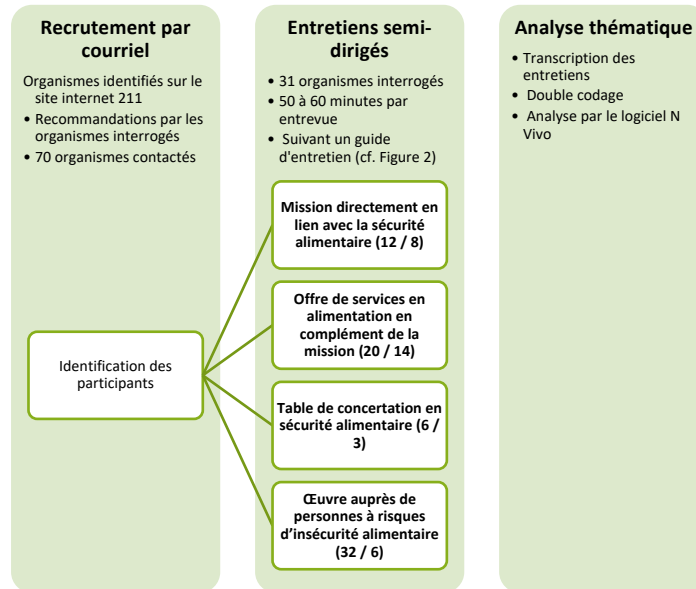 Recrutement par
courriel
Organismes identifiés sur le
site internet 211
• Recommandations par les
organismes interrogés
• 70 organismes contactés
Identification des
participants
Entretiens semi-
dirigés
• 31 organismes interrogés
• 50 à 60 minutes par
entrevue
• Suivant un guide
d'entretien (cf. Figure 2)
Mission directement en
lien avec la sécurité
alimentaire (12 / 8)
Offre de services en
alimentation en
complément de la
mission (20 / 14)
Table de concertation en
sécurité alimentaire (6 /
3)
Œuvre auprès de
personnes à risques
d’insécurité alimentaire
(32 / 6)
Analyse thématique
• Transcription des
entretiens
• Double codage
• Analyse par le logiciel N
Vivo